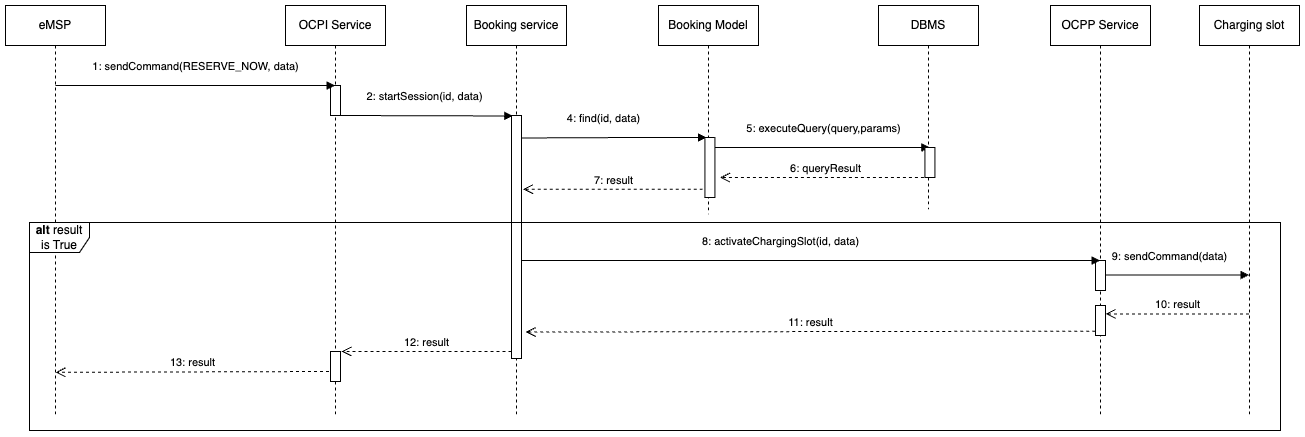 eMSP
OCPI Service
Booking service
Booking Model
DBMS
OCPP Service
Charging slot
1: sendCommand(RESERVE_NOW, data)
2: startSession(id, data)
4: find(id, data)
5: executeQuery(query,params)
6: queryResult
7: result
alt result
is True
8: activateChargingSlot(id, data)
9: sendCommand(data)
10: result
11: result
12: result
13: result